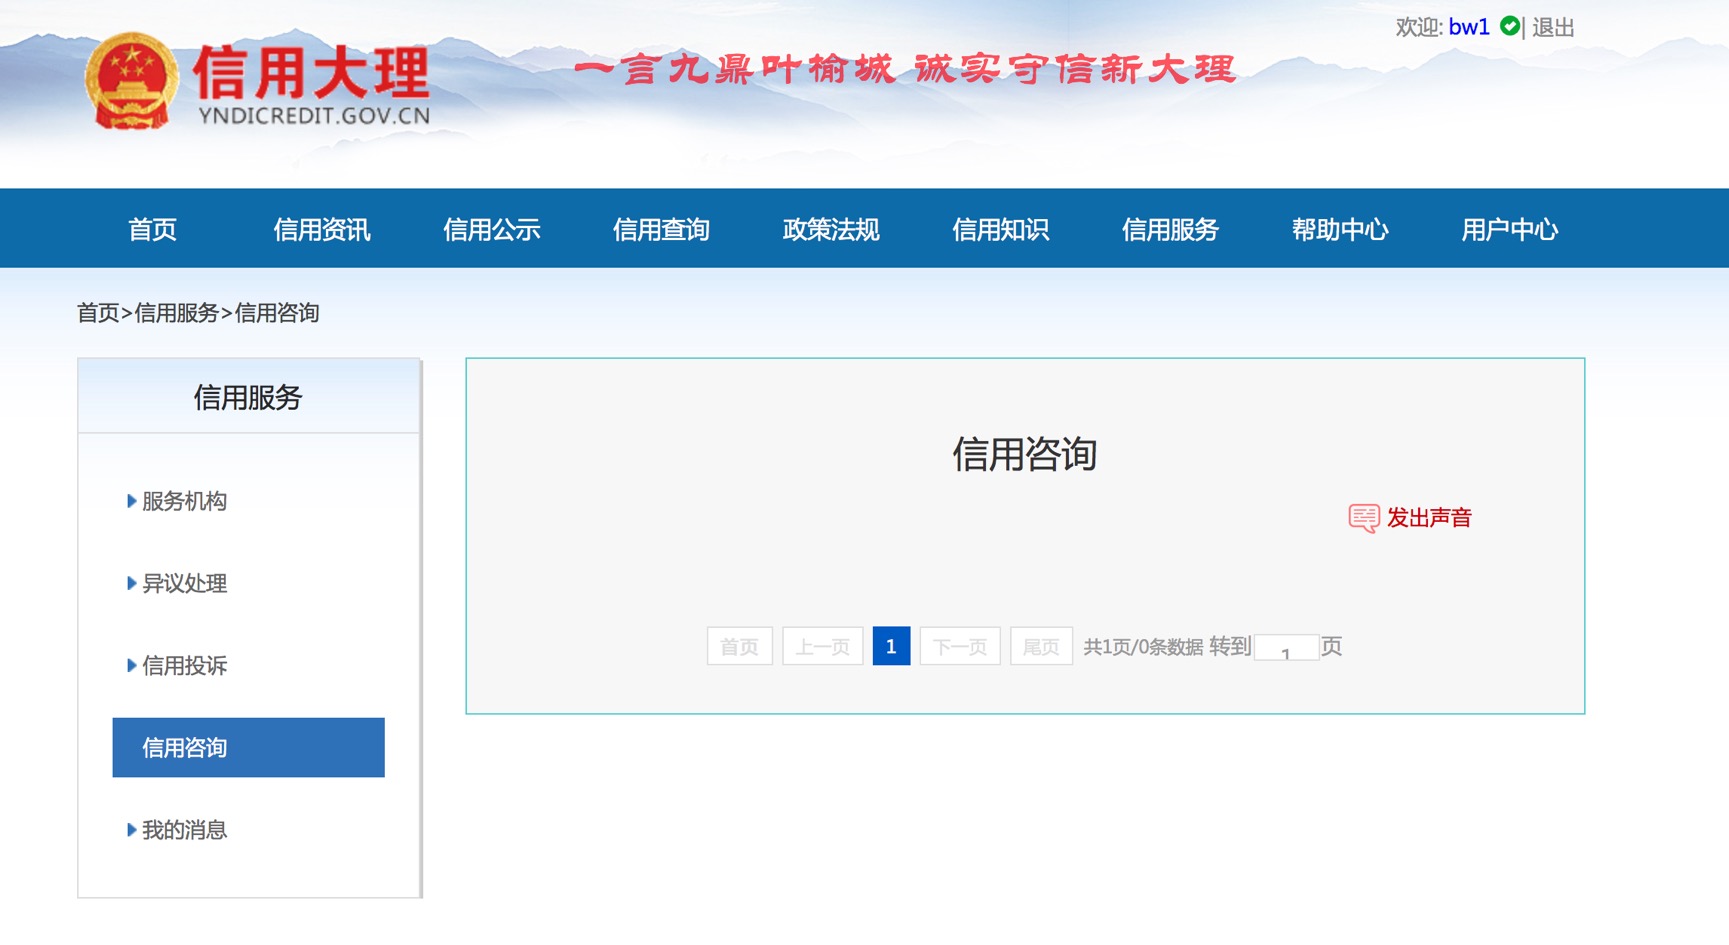 欢迎: bw1 | 退出
信用大理
YNDICREDIT.GOV.CN
一言九鼎叶榆城 诚实守信新大理
首页 信用资讯 信用公示 信用查询 政策法规 信用知识 信用服务 帮助中心 用户中心
首页>信用服务>信用咨询
信用服务
服务机构
异议处理
信用投诉
信用咨询
我的消息
信用咨询
发出声音
首页 上一页 1 下一页 尾页 共1页/0条数据 转到 1 页